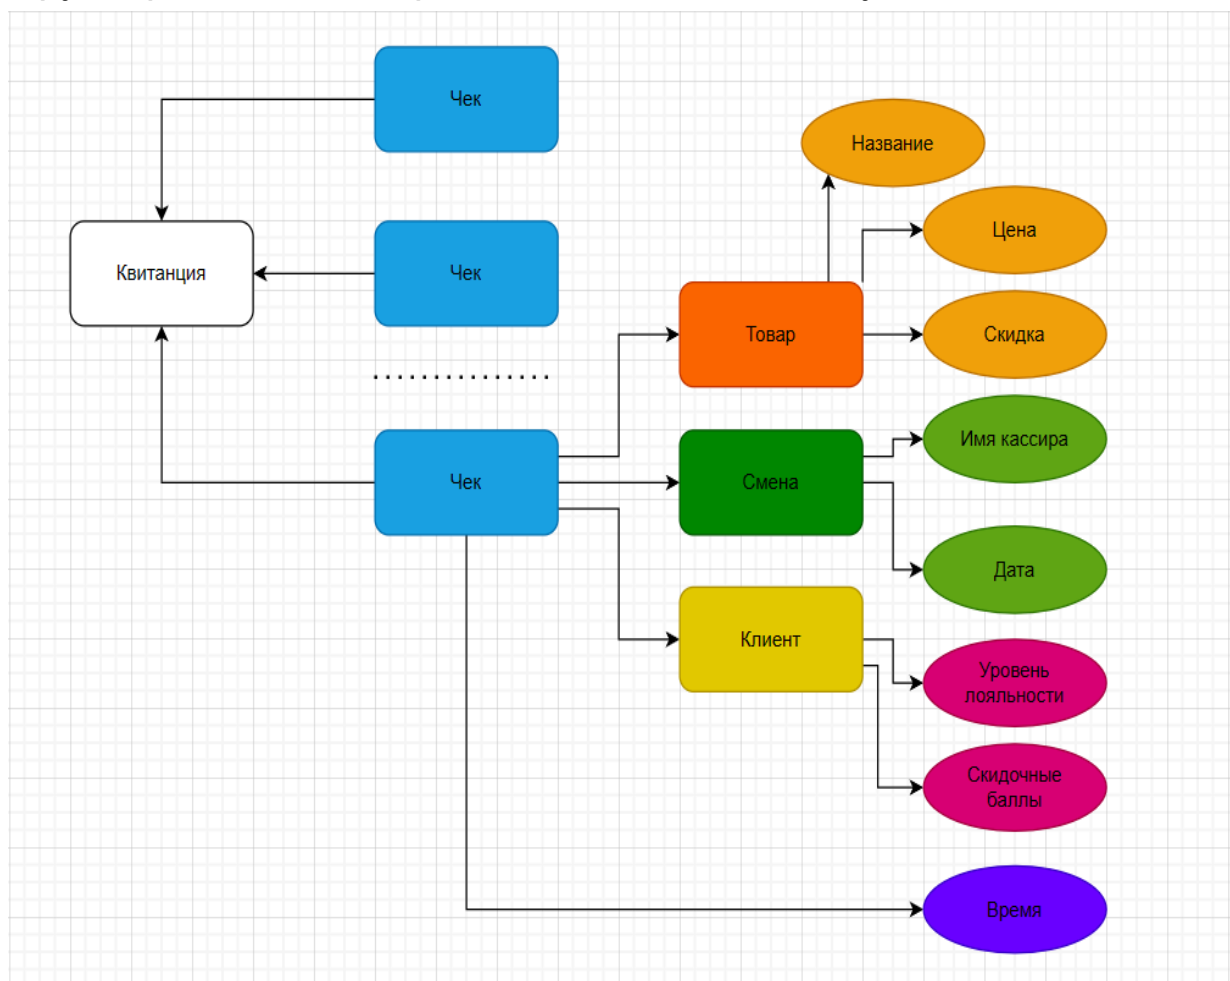 Чек
Название
Цена
Квитанция
Чек
Товар
Скидка
Имя кассира
Чек
Смена
Дата
Клиент
Уровень
лояльности
Скидочные
баллы
Время